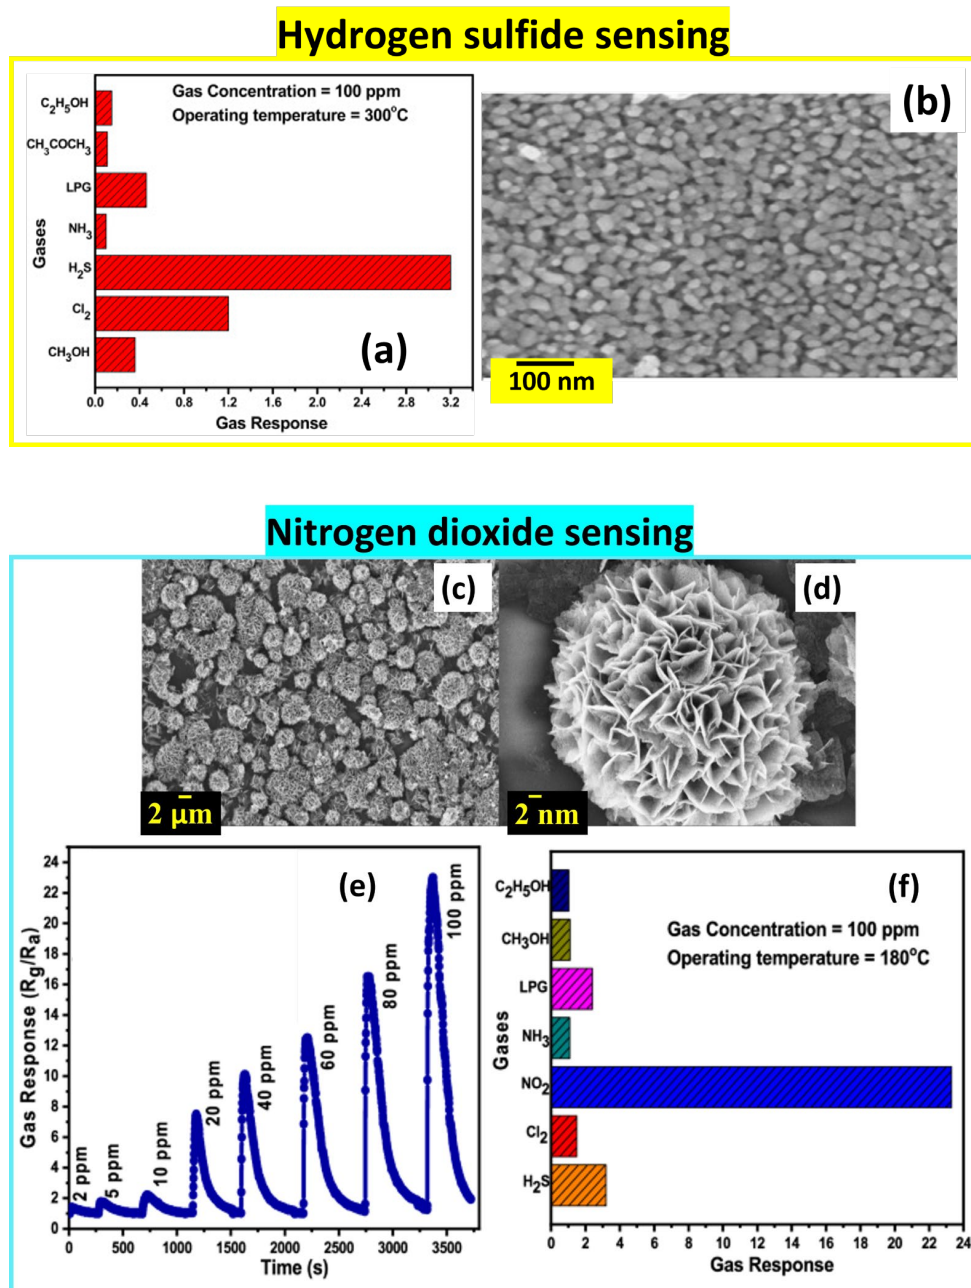 Hydrogen sulfide sensing
Gas Concentration = 100 ppm
Operating temperature = 300°C
(a)
Gases
C₂H₅OH
CH₃COCH₃
LPG
NH₃
H₂S
Cl₂
CH₃OH
0.0 0.4 0.8 1.2 1.6 2.0 2.4 2.8 3.2
Gas Response
(b)
100 nm
Nitrogen dioxide sensing
(c)
2 µm
(d)
2 nm
(e)
Gas Response (Rg/Ra)
24
22
20
18
16
14
12
10
8
6
4
2
0
2 ppm
5 ppm
10 ppm
20 ppm
40 ppm
60 ppm
80 ppm
100 ppm
0 500 1000 1500 2000 2500 3000 3500
Time (s)
(f)
Gas Concentration = 100 ppm
Operating temperature = 180°C
Gases
C₂H₅OH
CH₃OH
LPG
NH₃
NO₂
Cl₂
H₂S
0 2 4 6 8 10 12 14 16 18 20 22 24
Gas Response